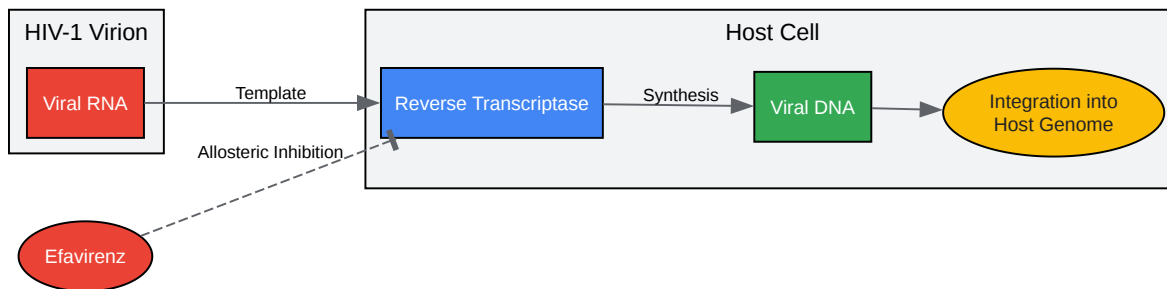 HIV-1 Virion
Host Cell
Viral RNA
Template
Reverse Transcriptase
Synthesis
Viral DNA
Integration into
Host Genome
Allosteric Inhibition
Efavirenz